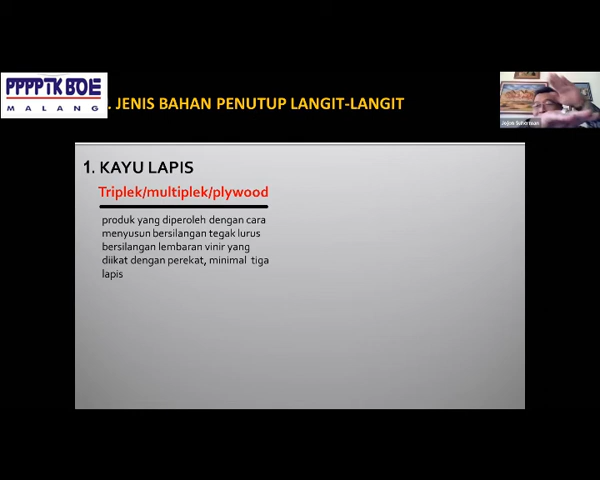 PPPPTK BOE
MALANG
. JENIS BAHAN PENUTUP LANGIT-LANGIT
1. KAYU LAPIS
Triplek/multiplek/plywood
produk yang diperoleh dengan cara
menyusun bersilangan tegak lurus
bersilangan lembaran vinir yang
diikat dengan perekat, minimal tiga
lapis